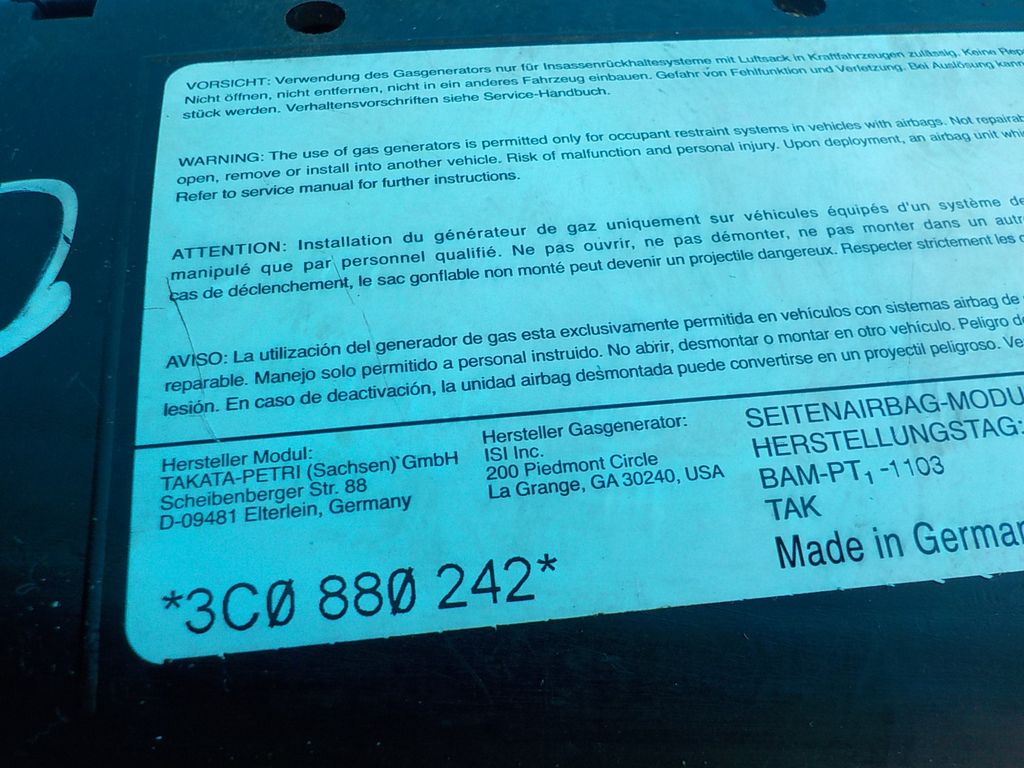 VORSICHT: Verwendung des Gasgenerators nur für Insassenrückhaltesysteme mit Luftsack in Kraftfahrzeugen zulässig. Keine
Nicht öffnen, nicht entfernen, nicht in ein anderes Fahrzeug einbauen. Gefahr von Fehlfunktion und Verletzung. Bei Auslösung kann
stück werden. Verhaltensvorschriften siehe Service-Handbuch.
WARNING: The use of gas generators is permitted only for occupant restraint systems in vehicles with airbags. Not
open, remove or install into another vehicle. Risk of malfunction and personal injury. Upon deployment, an airbag unit
Refer to service manual for further instructions.
ATTENTION: Installation du générateur de gaz uniquement sur véhicules équipés d'un système
manipulé que par personnel qualifié. Ne pas ouvrir, ne pas démonter, ne pas monter dans un
cas de déclenchement, le sac gonflable non monté peut devenir un projectile dangereux. Respecter strictement les
AVISO: La utilización del generador de gas esta exclusivamente permitida en vehículos con sistemas airbag de
reparable. Manejo solo permitido a personal instruido. No abrir, desmontar o montar en otro vehículo. Peligro
lesión. En caso de deactivación, la unidad airbag desmontada puede convertirse en un proyectil peligroso.
Hersteller Modul:
TAKATA-PETRI (Sachsen) GmbH
Scheibenberger Str. 88
D-09481 Elterlein, Germany
Hersteller Gasgenerator:
ISI Inc.
200 Piedmont Circle
La Grange, GA 30240, USA
SEITENAIRBAG-MODU
HERSTELLUNGSTAG:
BAM-PT₁-1103
TAK
Made in German
*3C0 880 242*